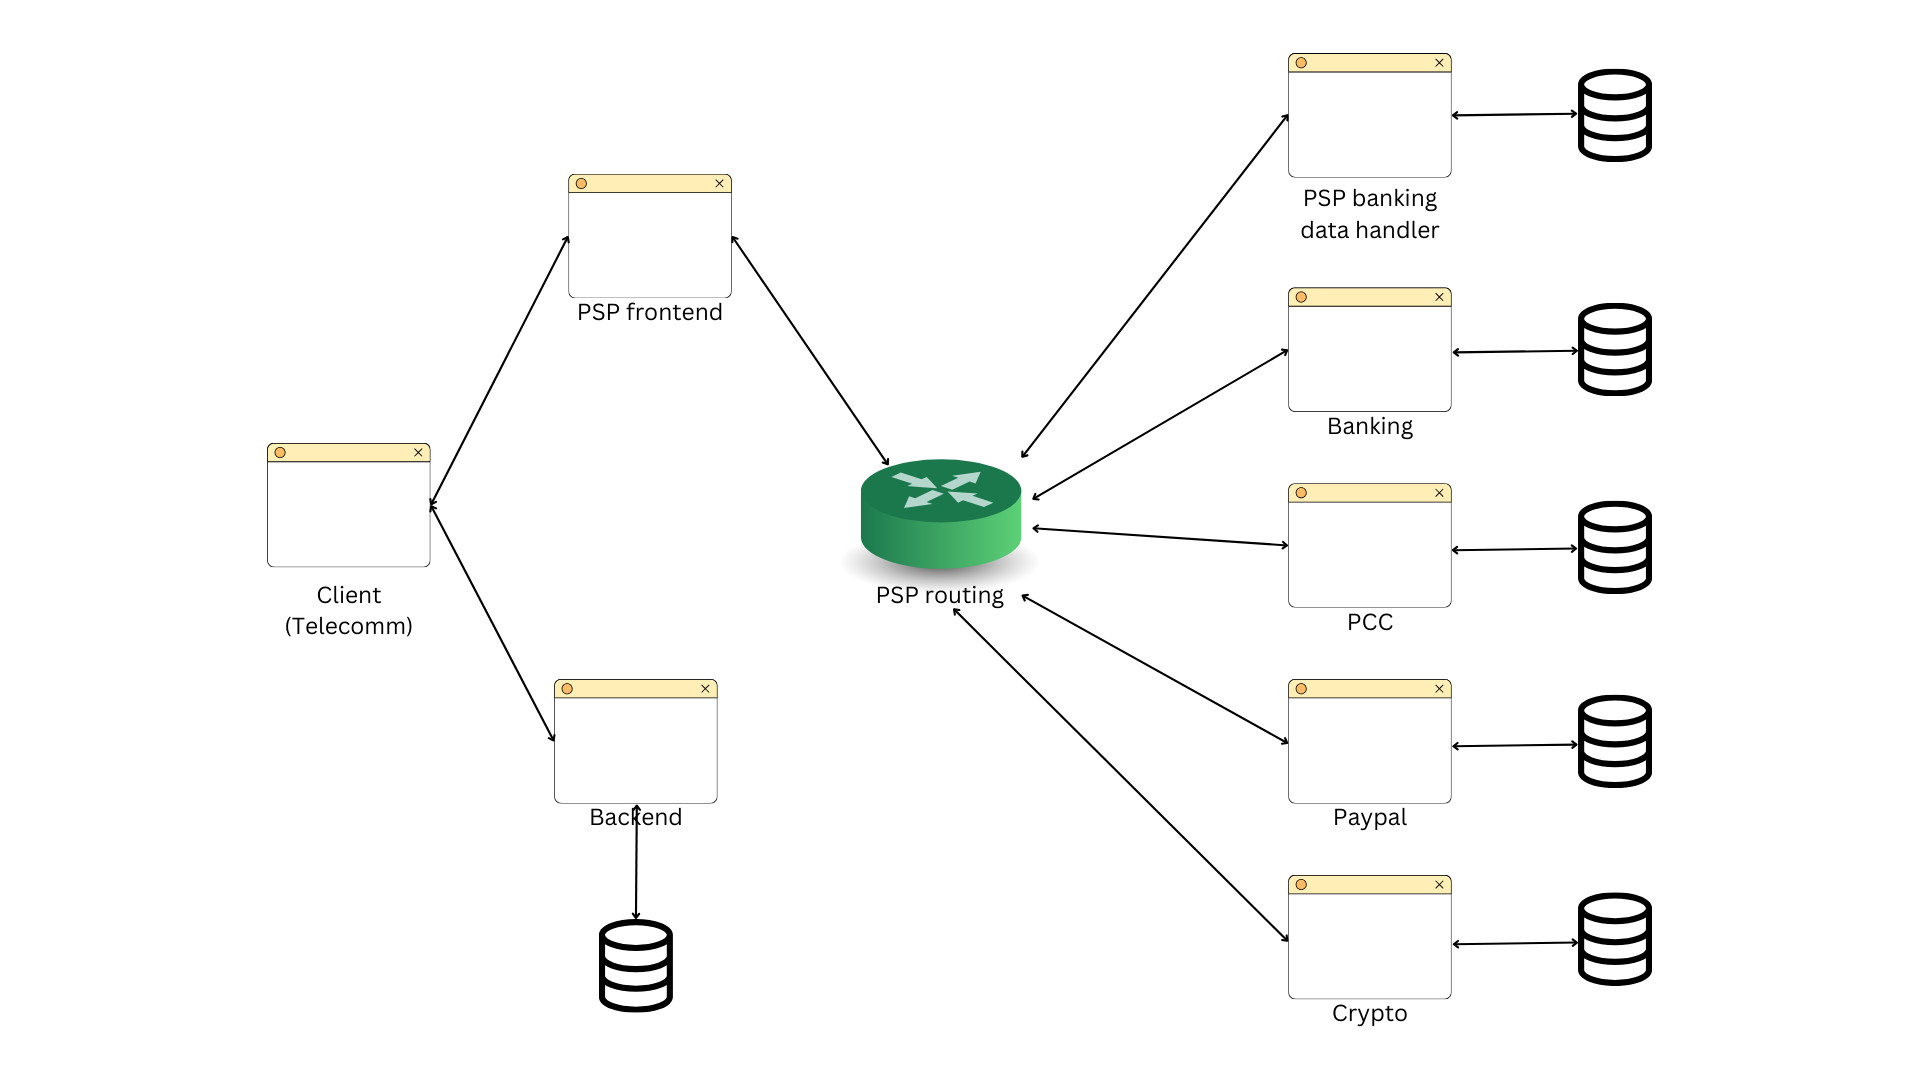 PSP banking
data handler
PSP frontend
Banking
Client
(Telecomm)
PSP routing
PCC
Backend
Paypal
Crypto